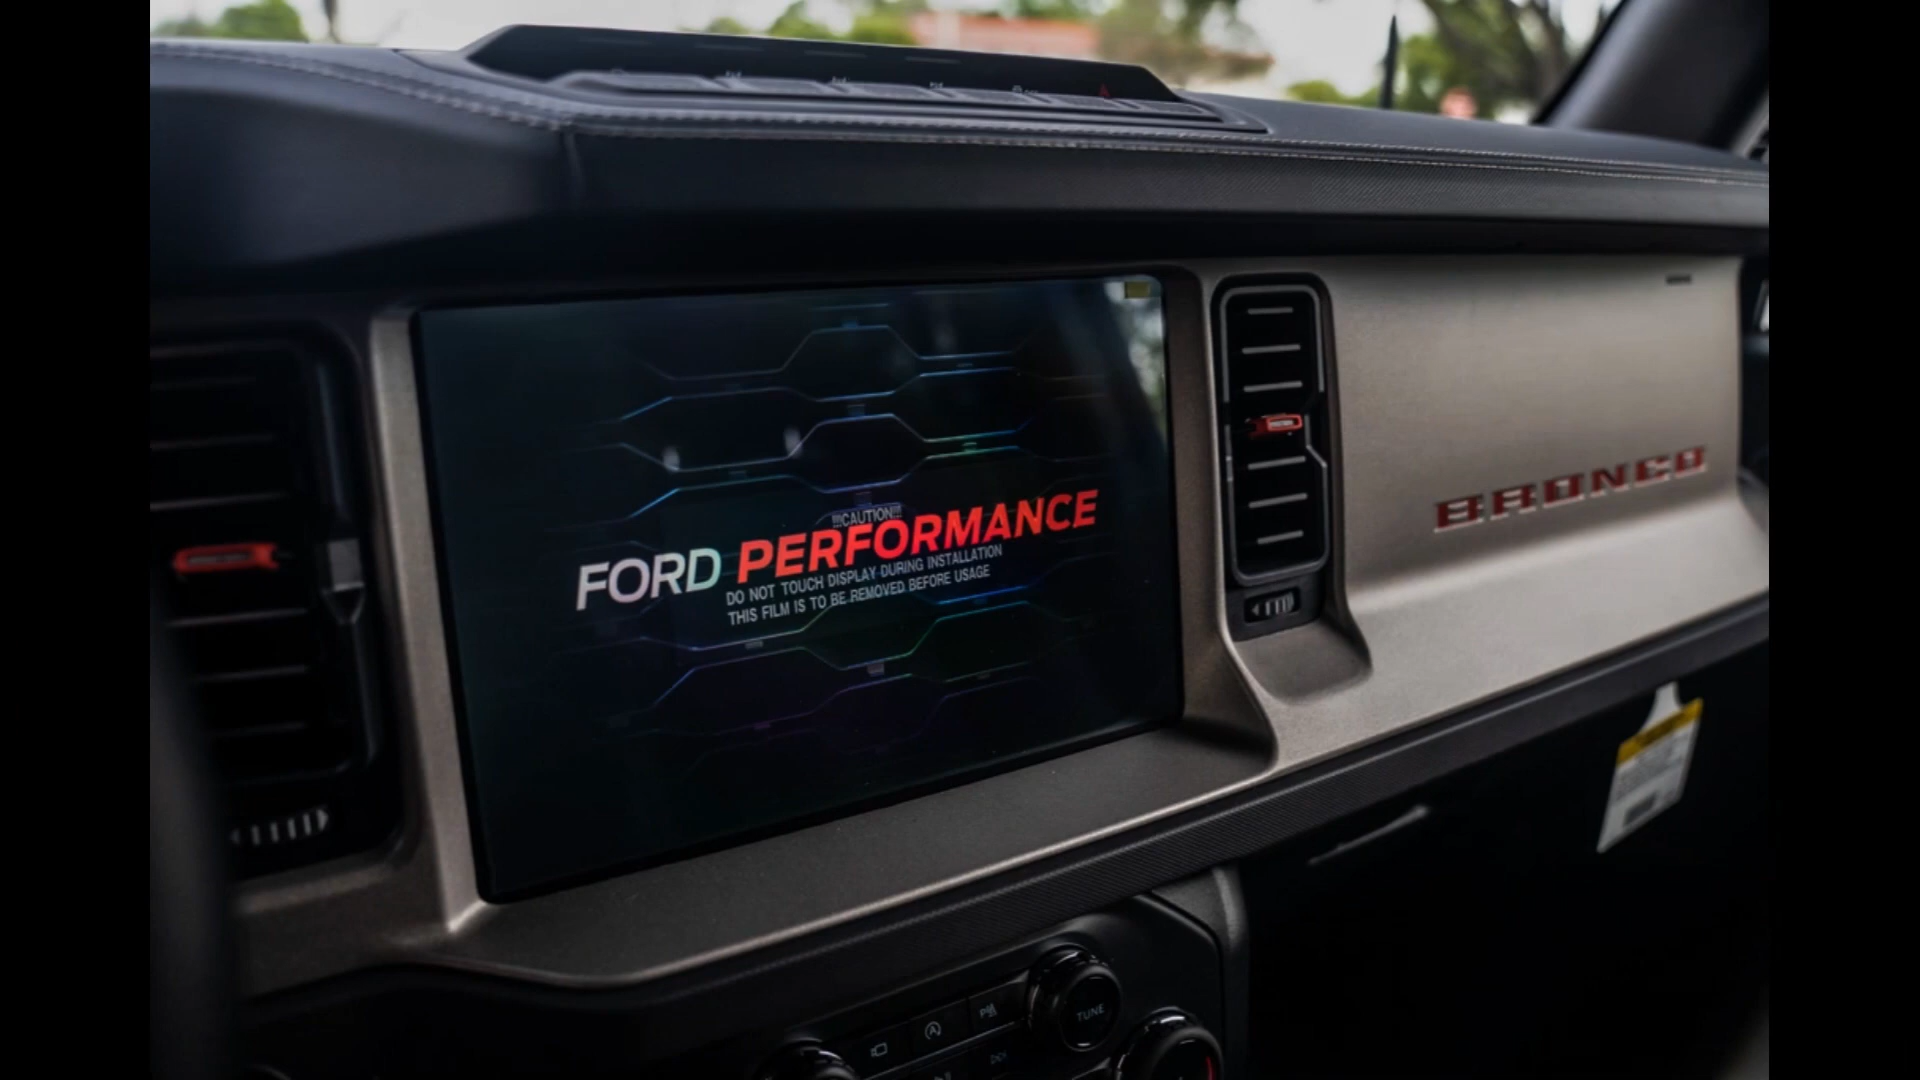 !!!CAUTION!!!
FORD PERFORMANCE
DO NOT TOUCH DISPLAY DURING INSTALLATION
THIS FILM IS TO BE REMOVED BEFORE USAGE
BRONCO
TUNE